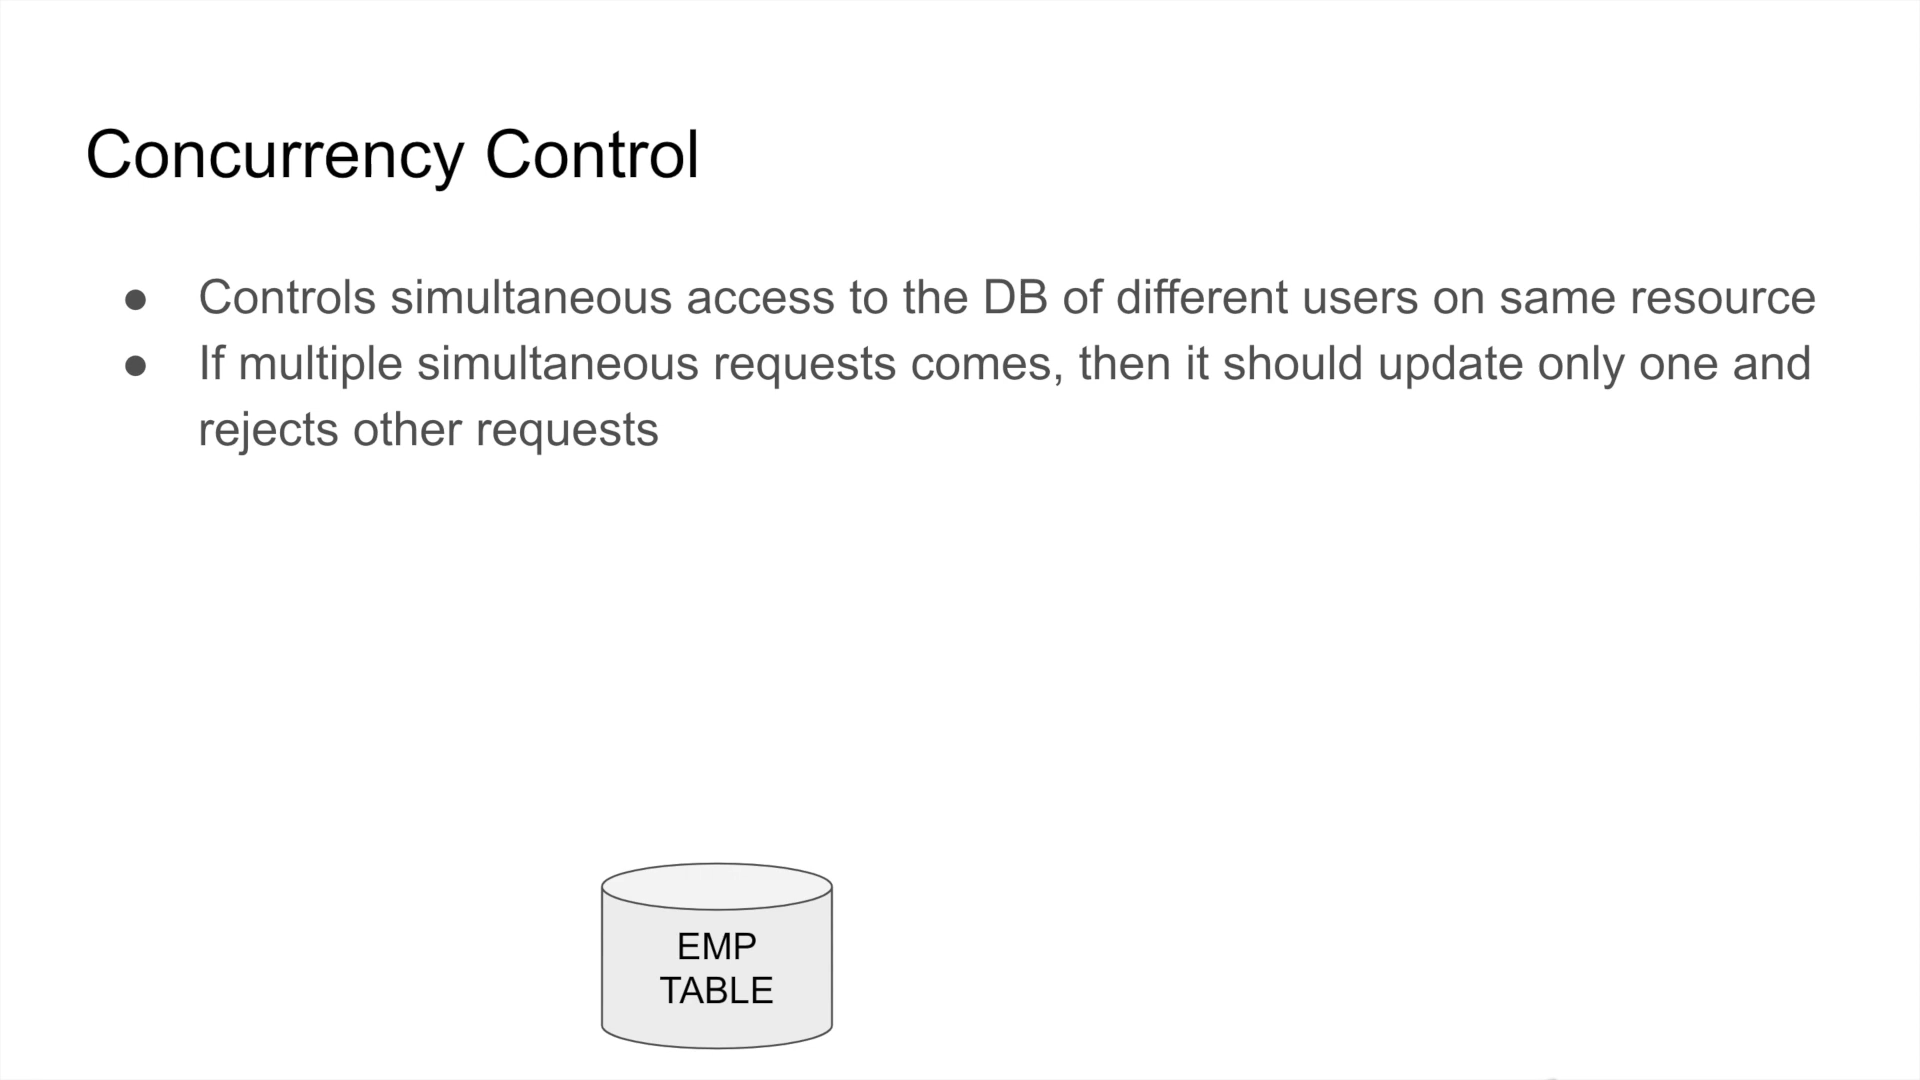 Concurrency Control
● Controls simultaneous access to the DB of different users on same resource
● If multiple simultaneous requests comes, then it should update only one and
rejects other requests
EMP
TABLE